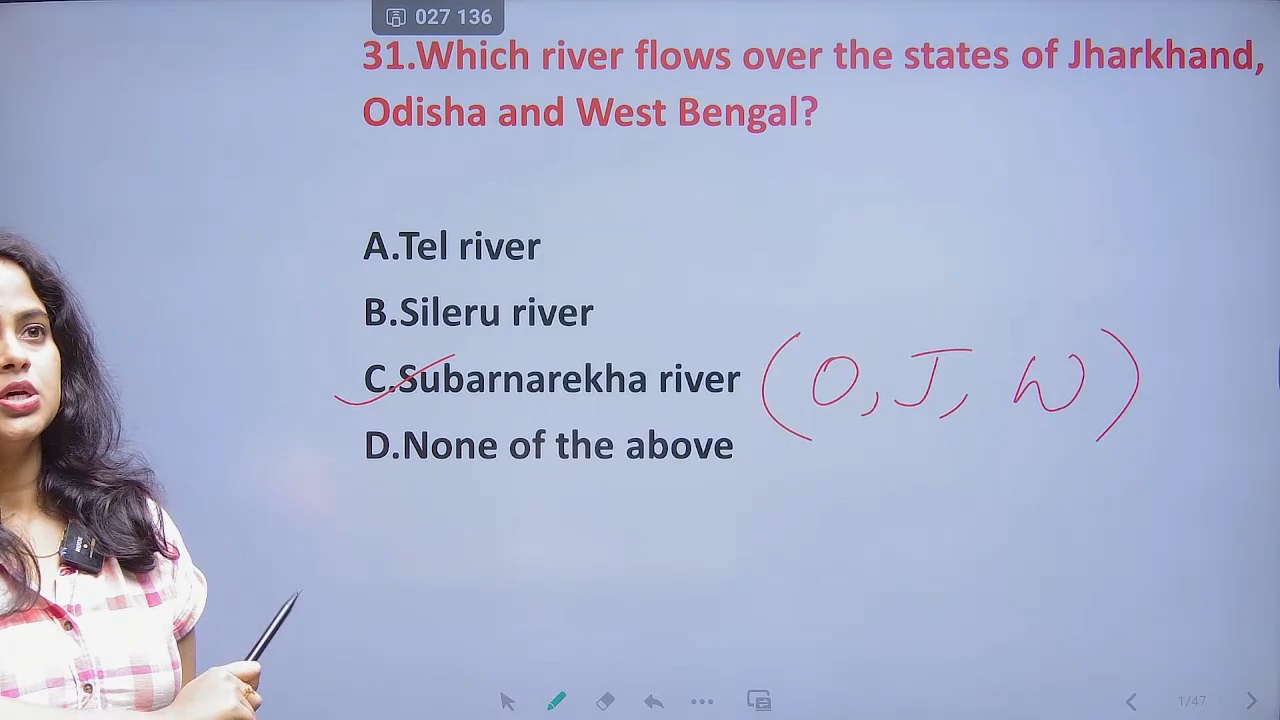 027 136
31.Which river flows over the states of Jharkhand,
Odisha and West Bengal?
A.Tel river
B.Sileru river
C.Subarnarekha river (O, J, W)
D.None of the above
1/47